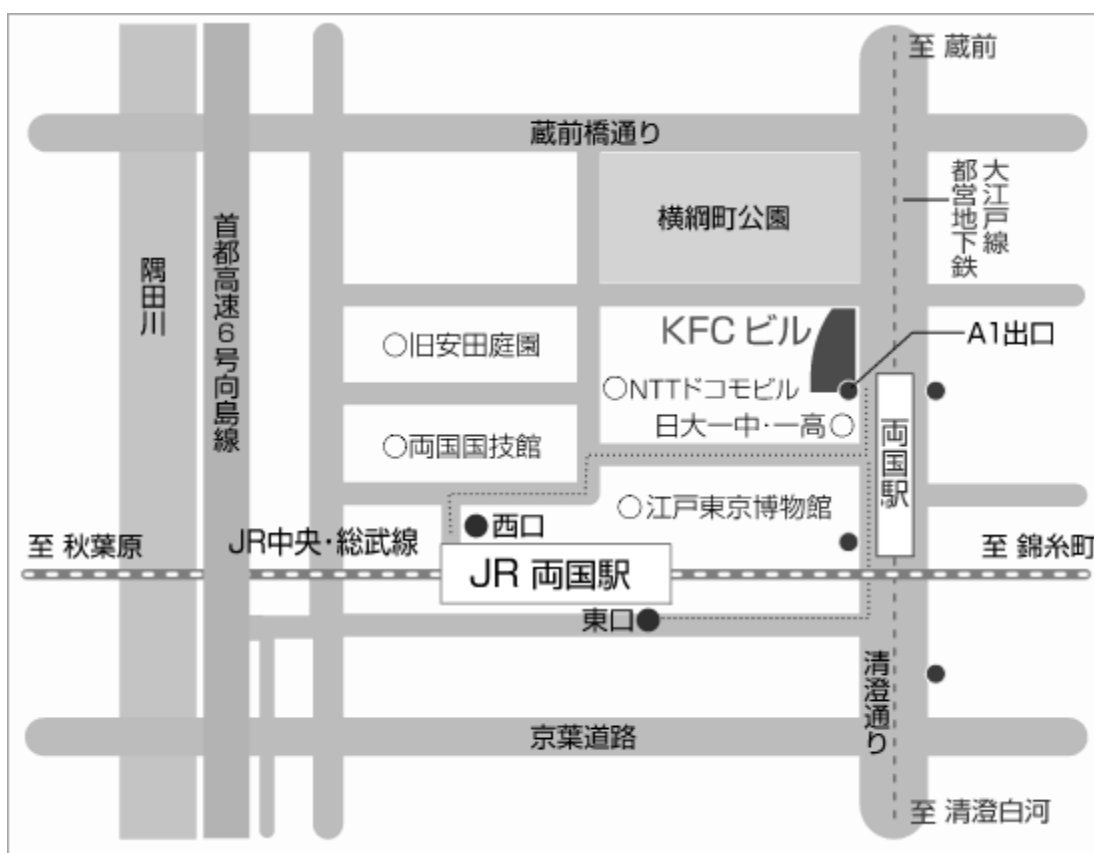 至 蔵前
蔵前橋通り
大江戸線
都営地下鉄
横綱町公園
首都高速6号向島線
隅田川
KFC ビル
A1出口
○旧安田庭園
○NTTドコモビル
日大一中・一高○
両国駅
○両国国技館
○江戸東京博物館
●西口
至 秋葉原
JR中央・総武線
至 錦糸町
JR 両国駅
東口●
清澄通り
京葉道路
至 清澄白河